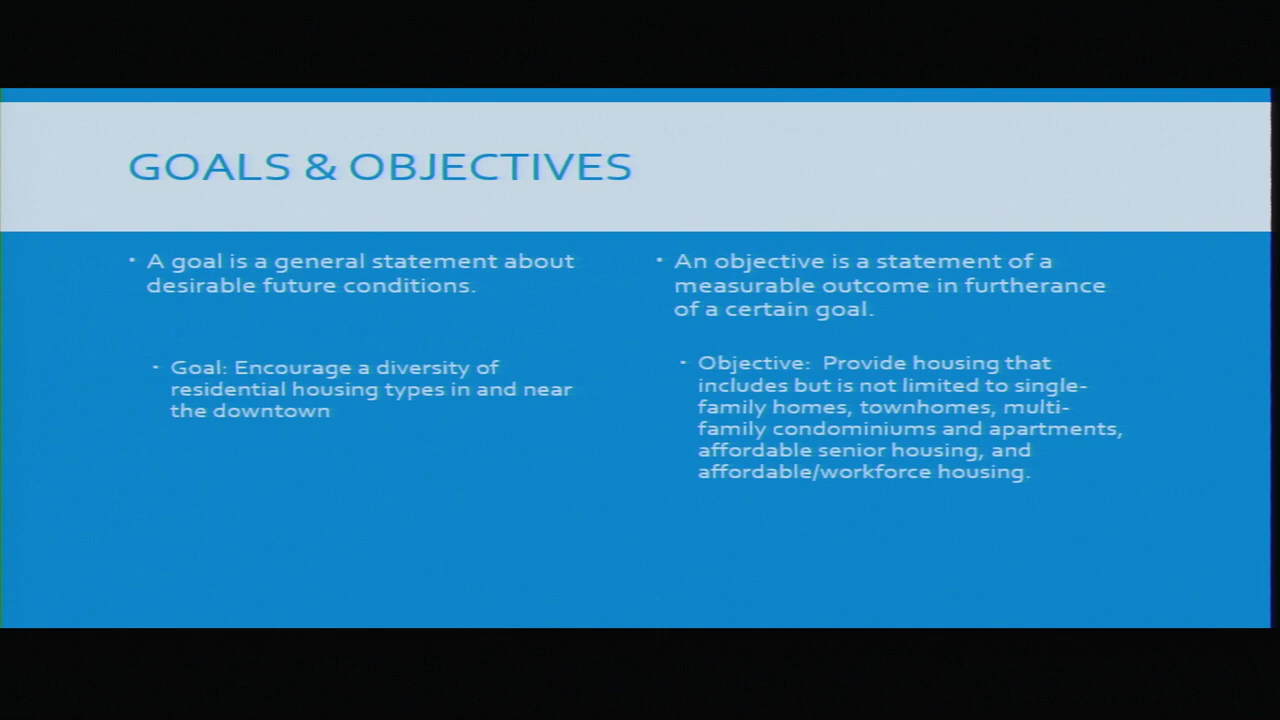 GOALS & OBJECTIVES
· A goal is a general statement about
desirable future conditions.
· Goal: Encourage a diversity of
residential housing types in and near
the downtown
· An objective is a statement of a
measurable outcome in furtherance
of a certain goal.
· Objective:  Provide housing that
includes but is not limited to single-
family homes, townhomes, multi-
family condominiums and apartments,
affordable senior housing, and
affordable/workforce housing.